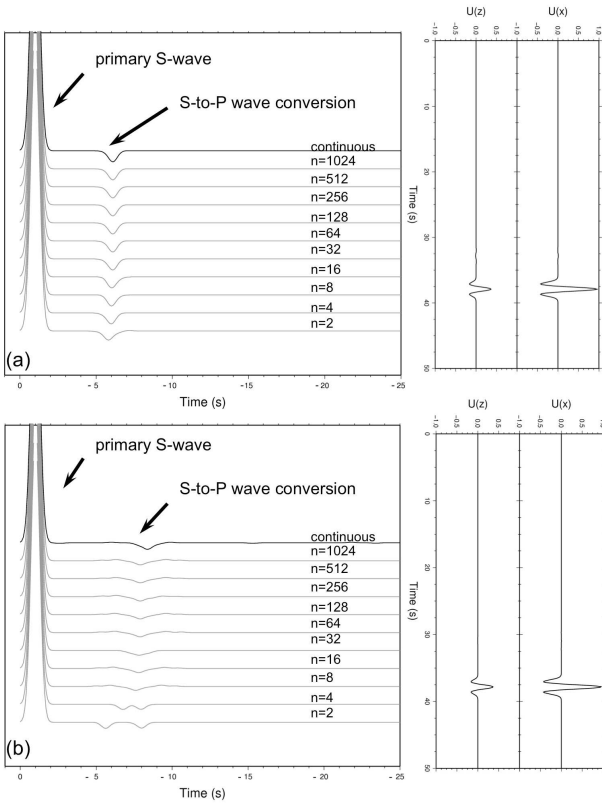 primary S-wave
S-to-P wave conversion
continuous
n=1024
n=512
n=256
n=128
n=64
n=32
n=16
n=8
n=4
n=2
(a)
0 - 5 - 10 - 15 - 20 - 25
Time (s)
U(z) U(x)
-1.0 -0.5 0.0 0.5 -1.0 -0.5 0.0 0.5 1.0
0
10
20
30
40
50
Time (s)
primary S-wave
S-to-P wave conversion
continuous
n=1024
n=512
n=256
n=128
n=64
n=32
n=16
n=8
n=4
n=2
(b)
0 - 5 - 10 - 15 - 20 - 25
Time (s)
U(z) U(x)
-1.0 -0.5 0.0 0.5 -1.0 -0.5 0.0 0.5 1.0
0
10
20
30
40
50
Time (s)